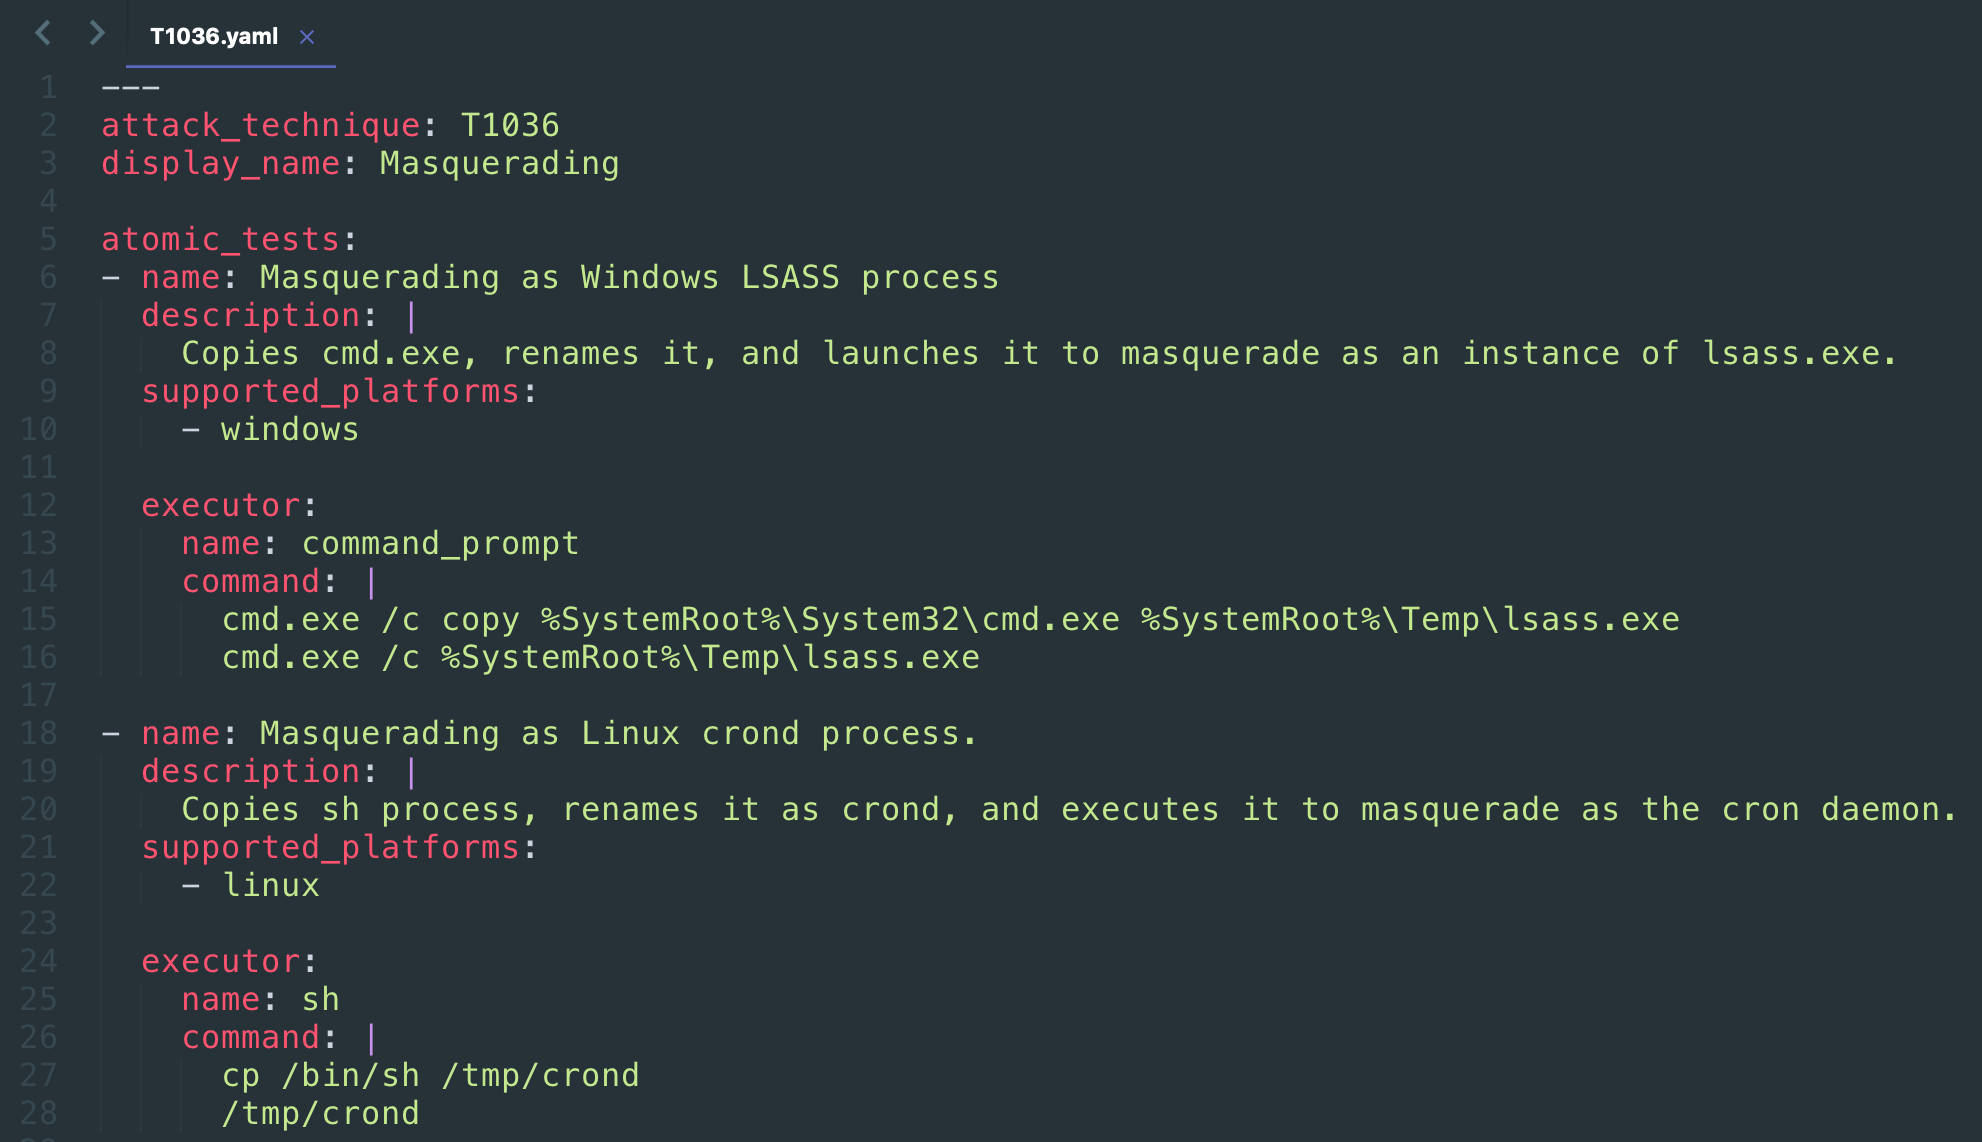 T1036.yaml ×
1 ---
2 attack_technique: T1036
3 display_name: Masquerading
4
5 atomic_tests:
6 - name: Masquerading as Windows LSASS process
7 description: |
8 Copies cmd.exe, renames it, and launches it to masquerade as an instance of lsass.exe.
9 supported_platforms:
10 - windows
11
12 executor:
13 name: command_prompt
14 command: |
15 cmd.exe /c copy %SystemRoot%\System32\cmd.exe %SystemRoot%\Temp\lsass.exe
16 cmd.exe /c %SystemRoot%\Temp\lsass.exe
17
18 - name: Masquerading as Linux crond process.
19 description: |
20 Copies sh process, renames it as crond, and executes it to masquerade as the cron daemon.
21 supported_platforms:
22 - linux
23
24 executor:
25 name: sh
26 command: |
27 cp /bin/sh /tmp/crond
28 /tmp/crond